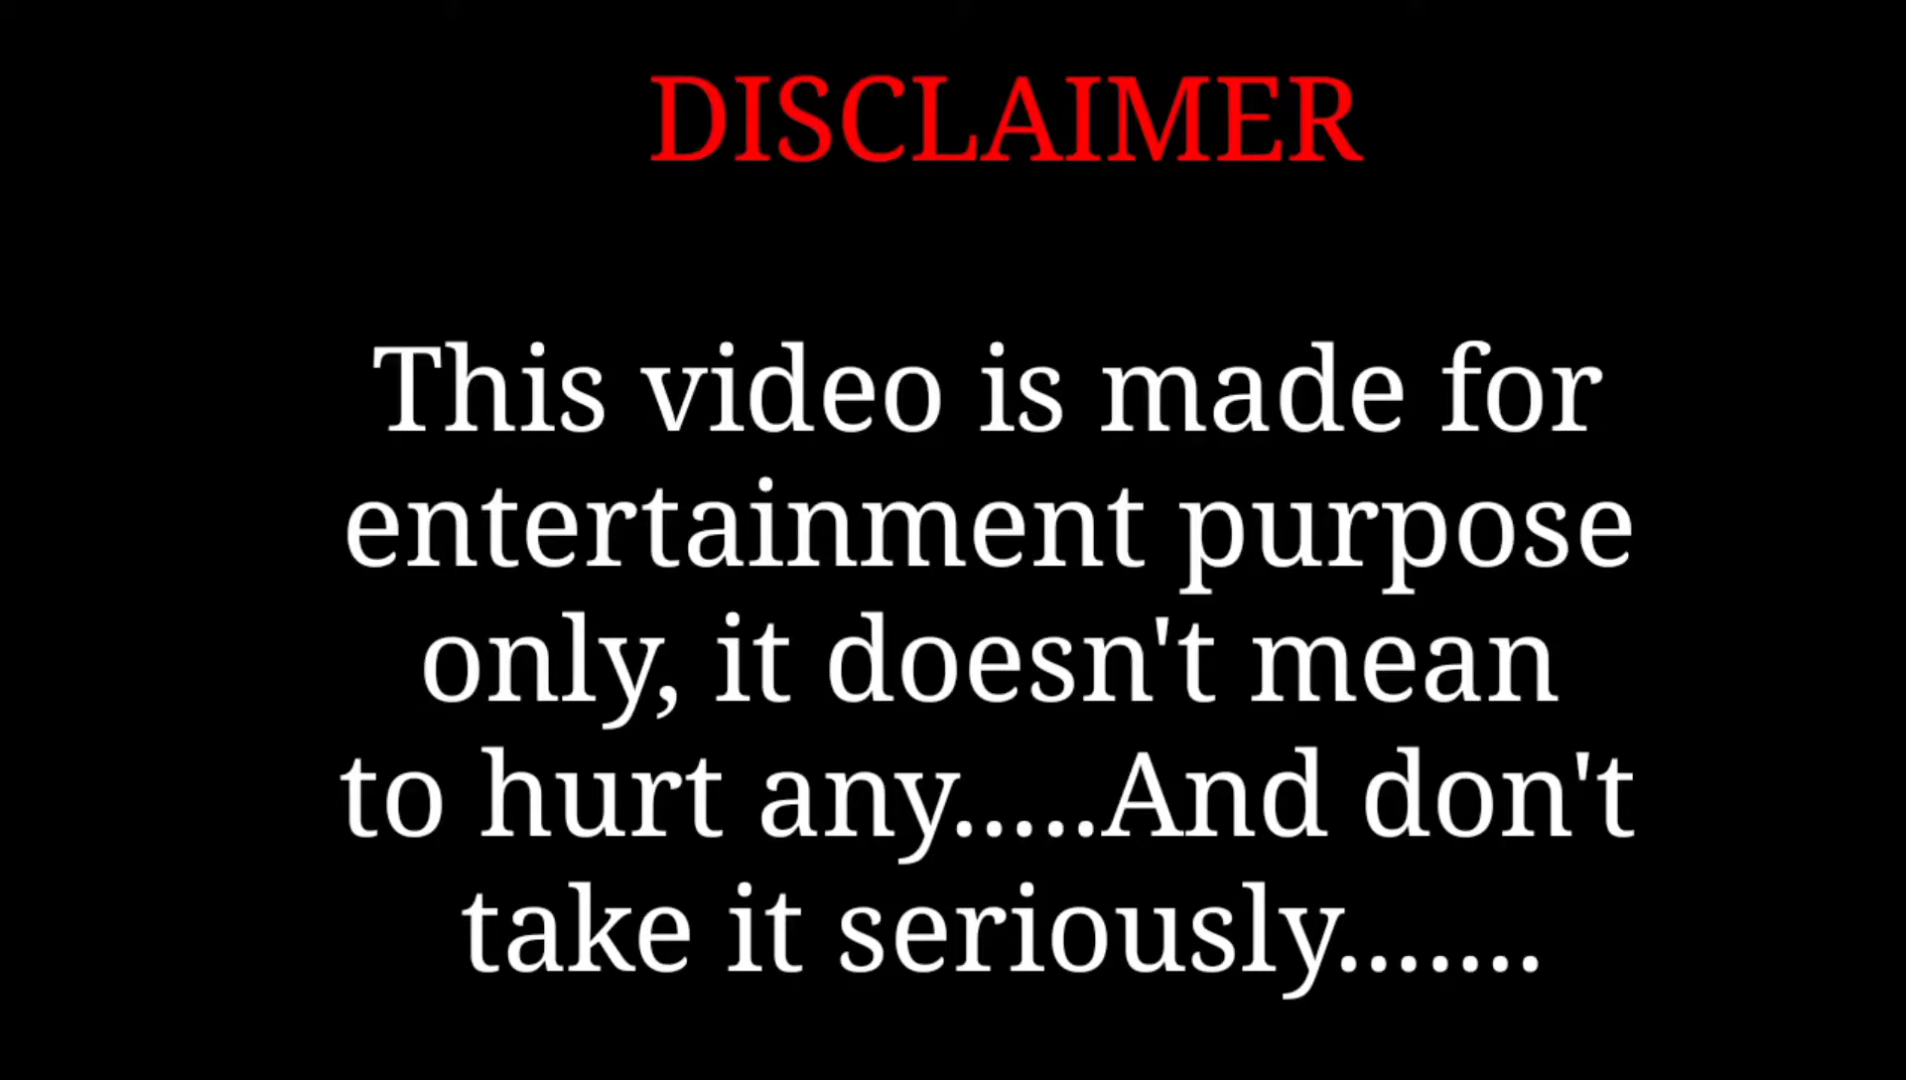 DISCLAIMER
This video is made for
entertainment purpose
only, it doesn't mean
to hurt any.....And don't
take it seriously.......